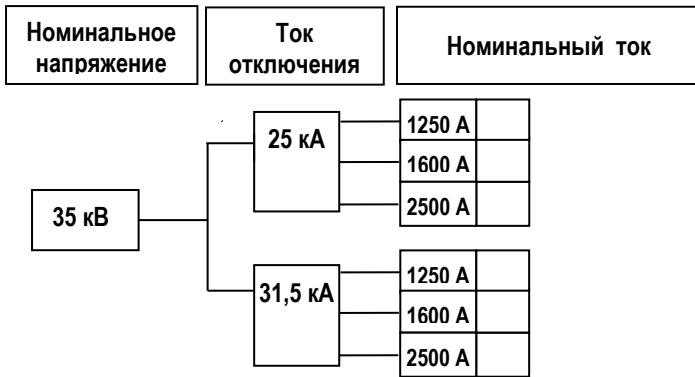 Номинальное
напряжение
Ток
отключения
Номинальный ток
35 кВ
25 кА
1250 А
1600 А
2500 А
31,5 кА
1250 А
1600 А
2500 А